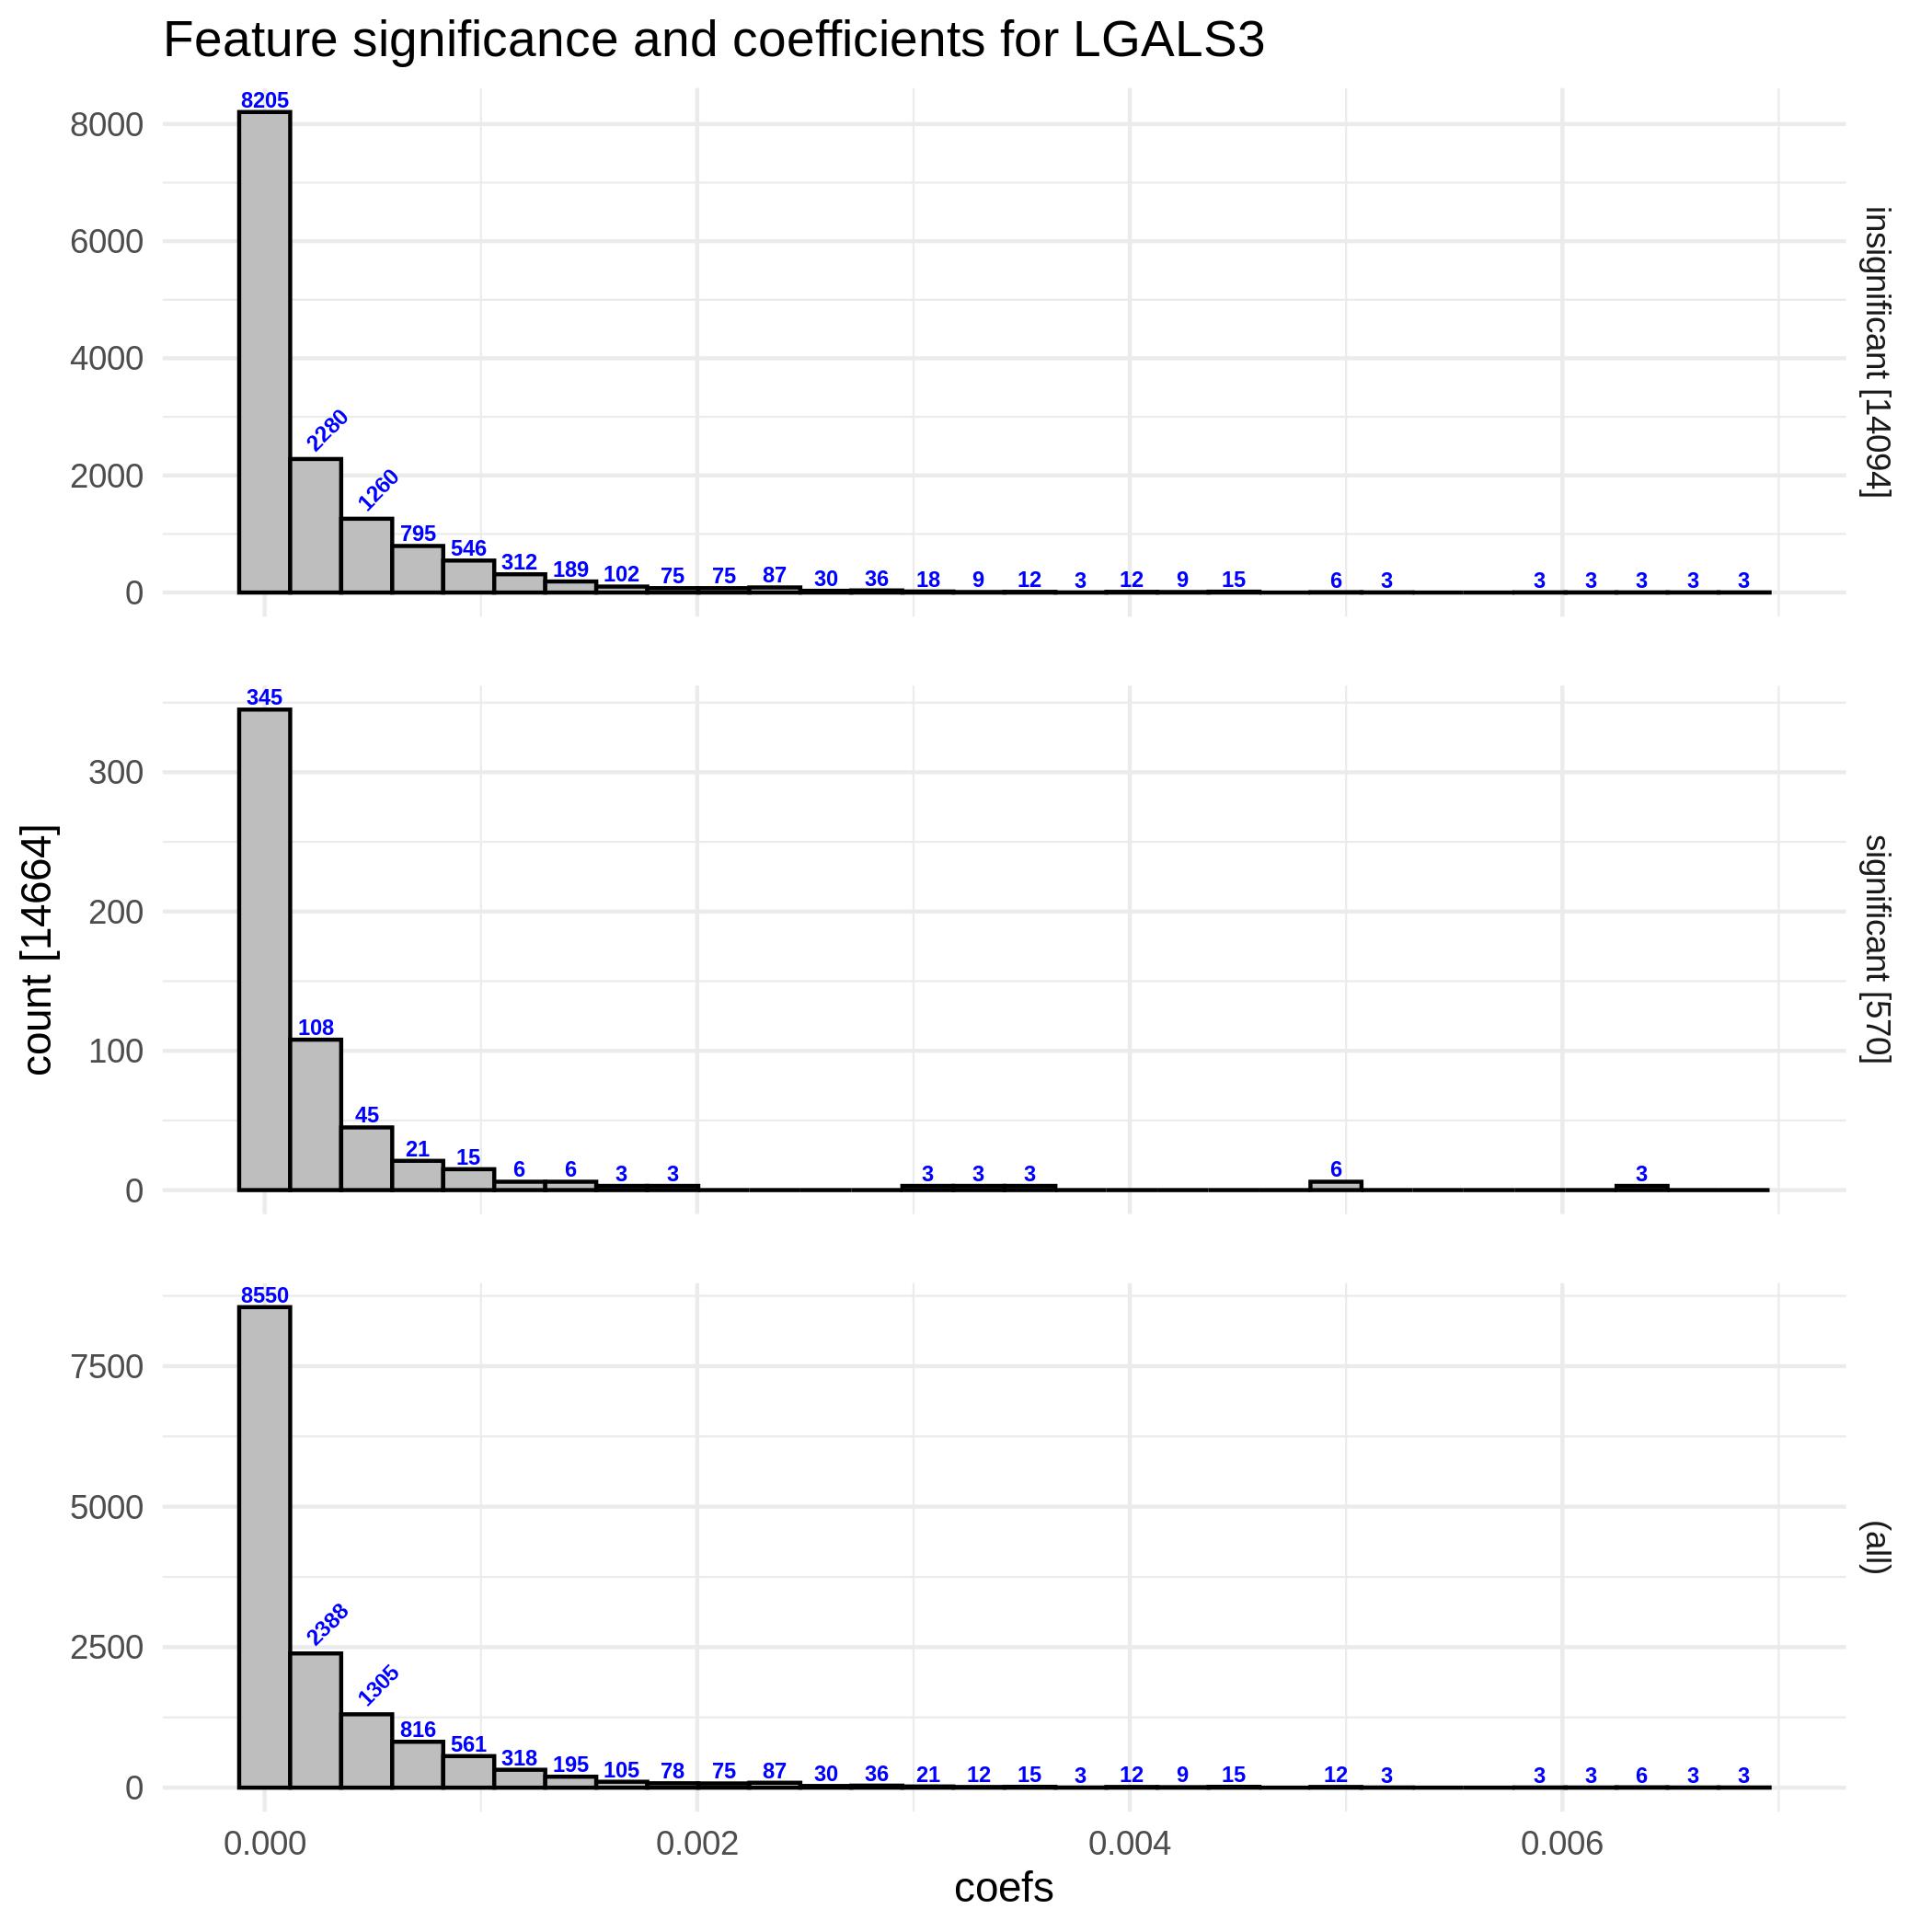 Feature significance and coefficients for LGALS3
8205
8000
6000
4000
2000
0
2280
1260
795 546 312 189 102 75 75 87 30 36 18 9 12 3 12 9 15 6 3 3 3 3 3 3
insignificant [14094]
345
300
200
100
0
108
45
21 15 6 6 3 3 3 3 3 6 3
significant [570]
count [14664]
8550
7500
5000
2500
0
2388
1305
816 561 318 195 105 78 75 87 30 36 21 12 15 3 12 9 15 12 3 3 3 6 3 3
(all)
0.000 0.002 0.004 0.006
coefs